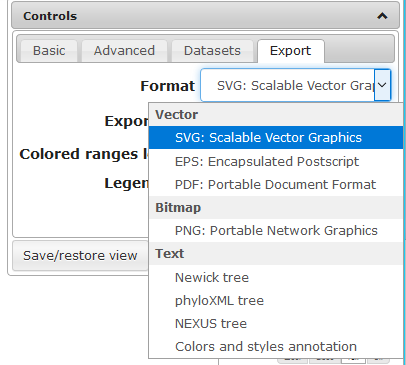 Controls
Basic Advanced Datasets Export
Format SVG: Scalable Vector Grap
Vector
Expor
SVG: Scalable Vector Graphics
Colored ranges l
EPS: Encapsulated Postscript
Legen
PDF: Portable Document Format
Bitmap
PNG: Portable Network Graphics
Save/restore view
Text
Newick tree
phyloXML tree
NEXUS tree
Colors and styles annotation